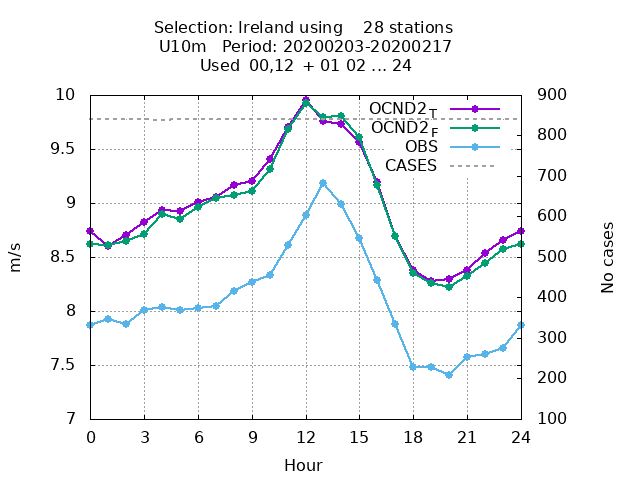 Selection: Ireland using    28 stations
U10m   Period: 20200203-20200217
Used  00,12  + 01 02 ... 24
10
9.5
9
8.5
8
7.5
7
900
800
700
600
500
400
300
200
100
OCND2T
OCND2F
OBS
CASES
m/s
No cases
0 3 6 9 12 15 18 21 24
Hour